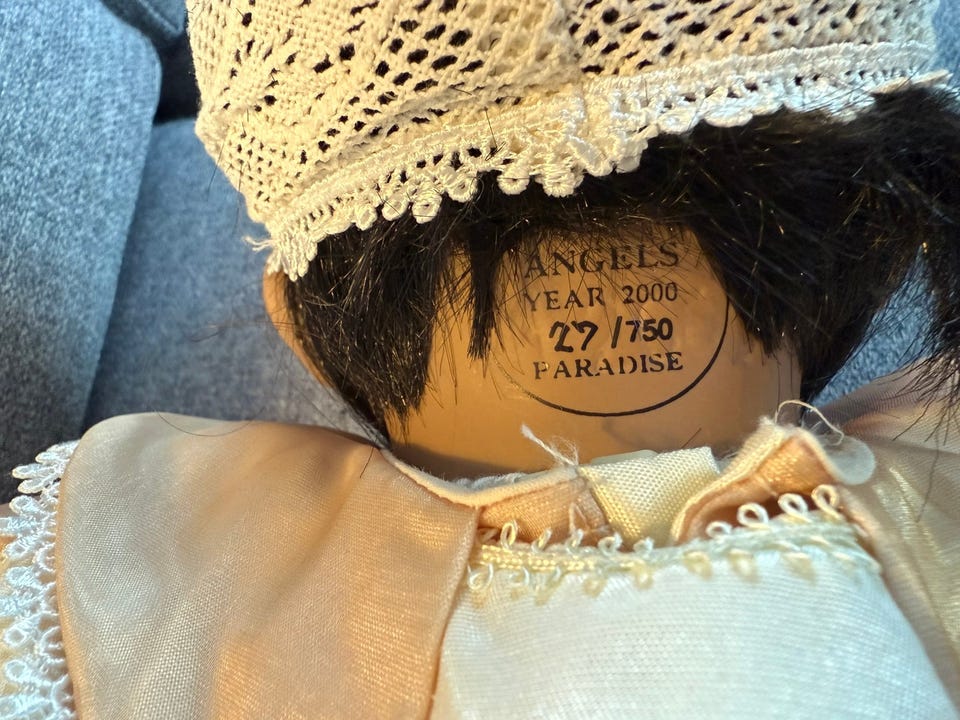 ANGELS
YEAR 2000
27/750
PARADISE